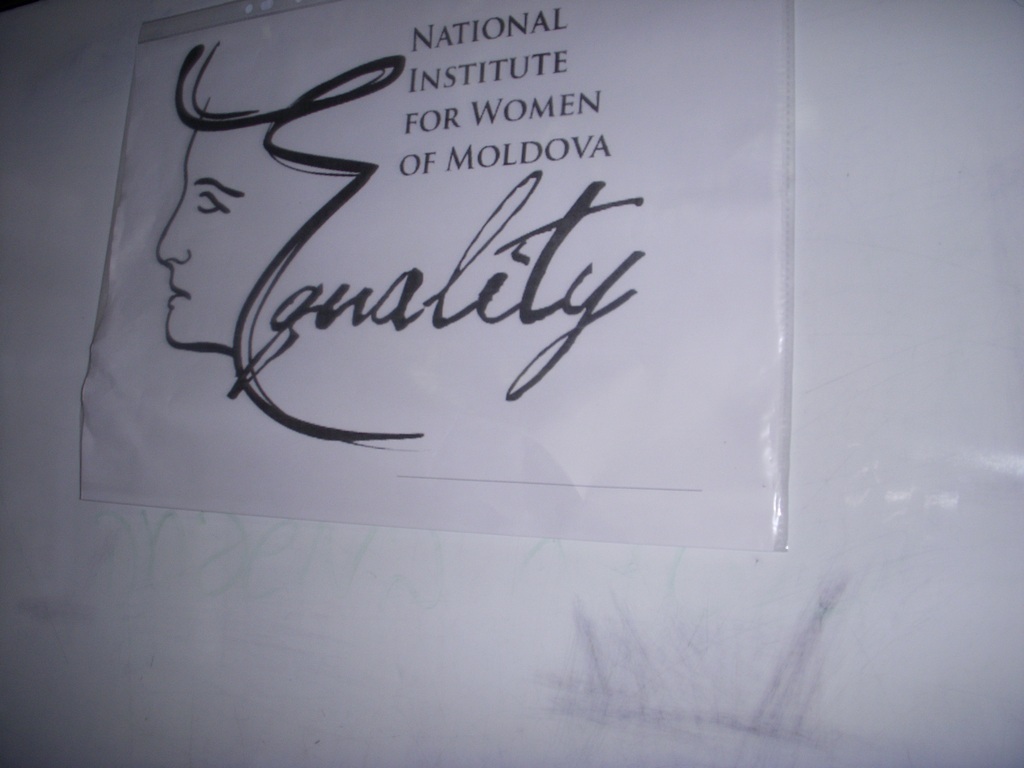 NATIONAL
INSTITUTE
FOR WOMEN
OF MOLDOVA
Equality